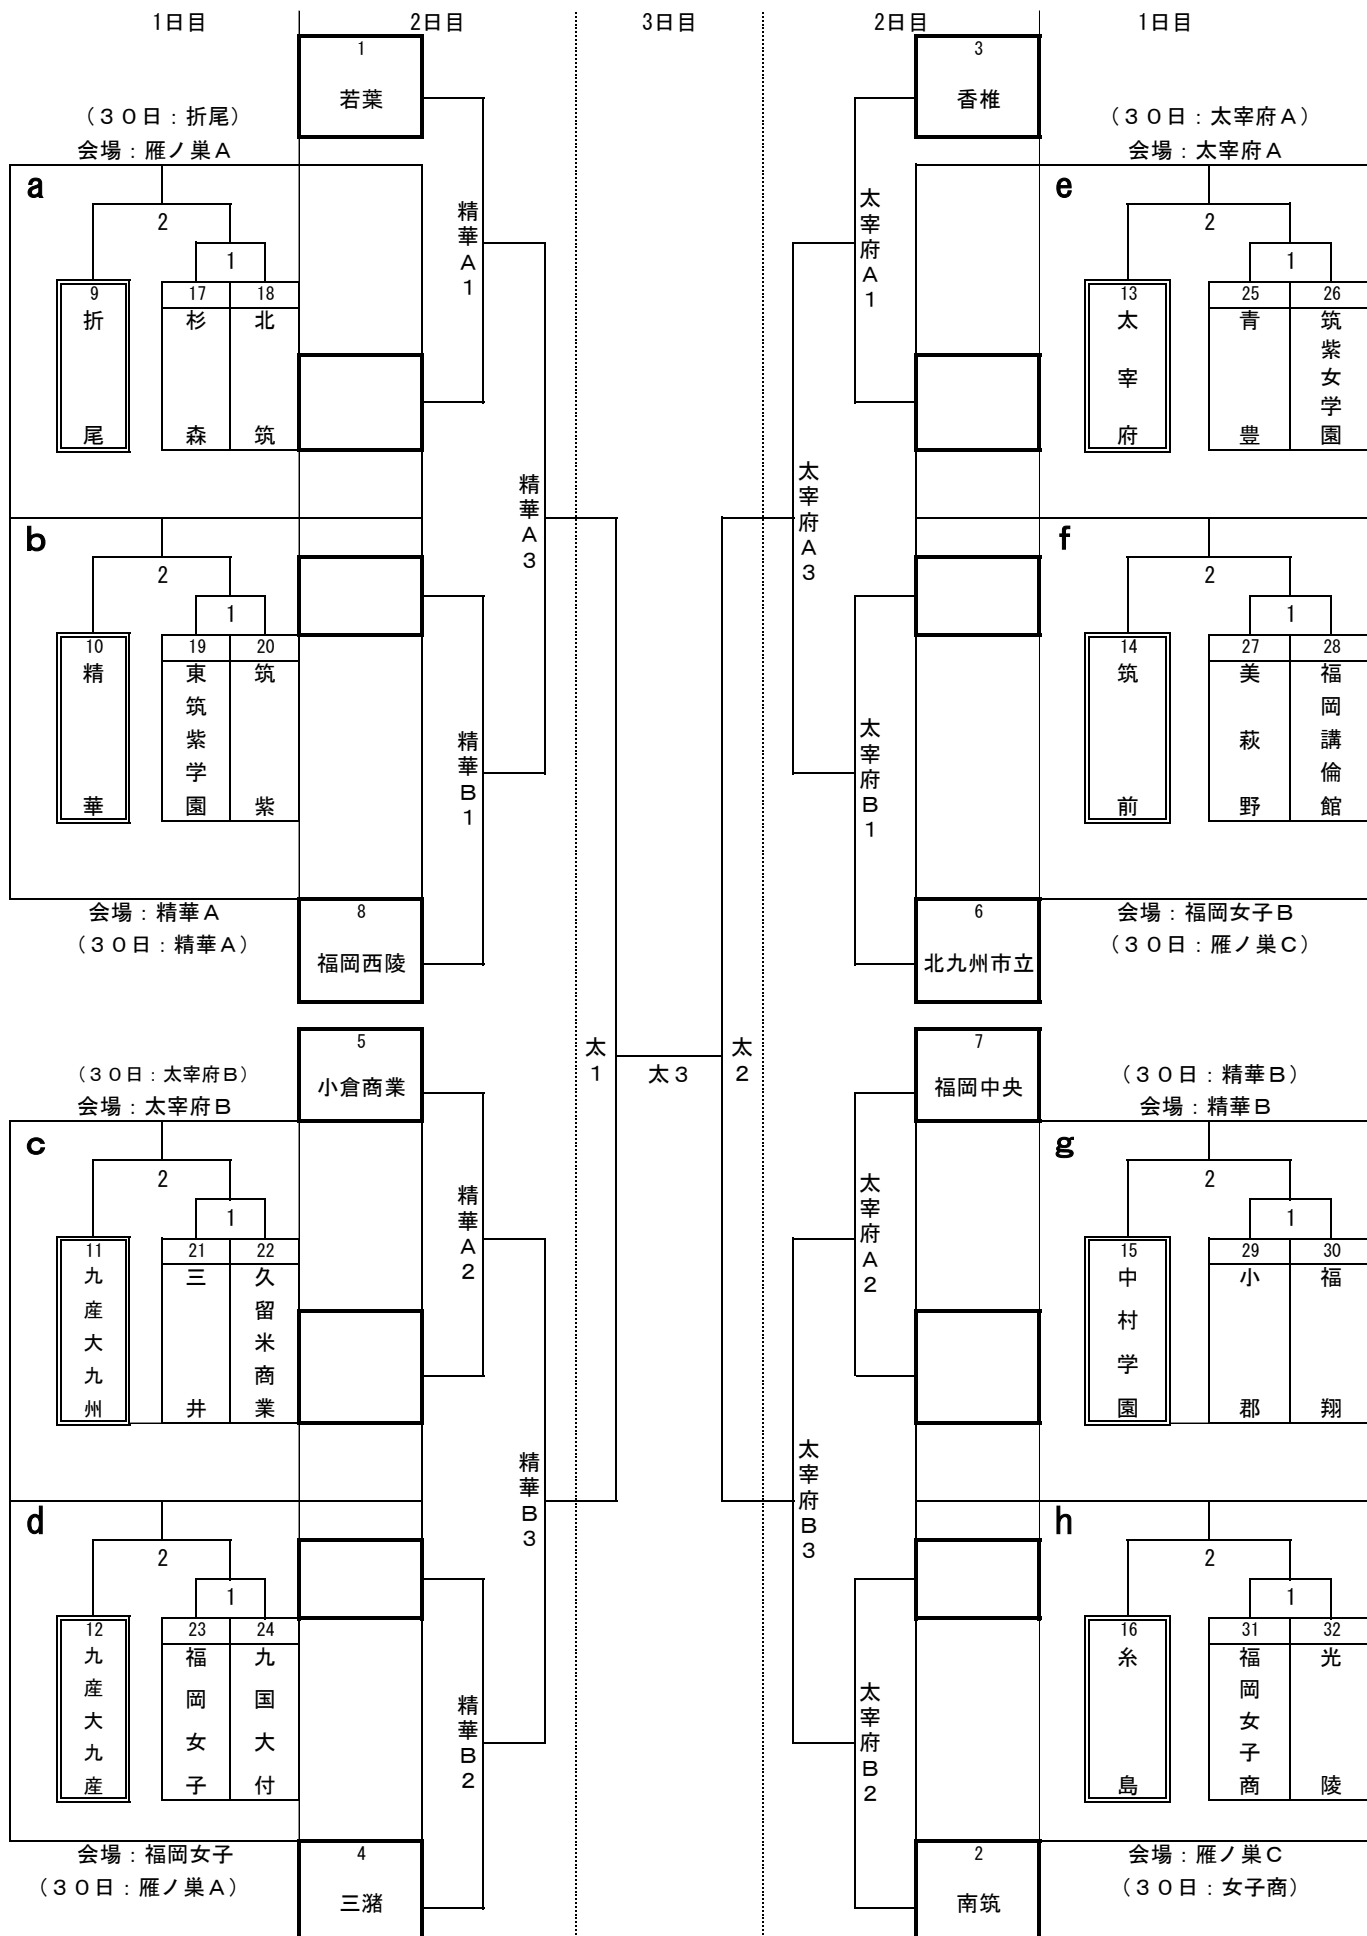 1日目
2日目
3日目
2日目
1日目
1
若葉
3
香椎
(30日:折尾)
会場:雁ノ巣A
(30日:太宰府A)
会場:太宰府A
a
2
1
9
折尾
17
杉森
18
北筑
精華A1
太宰府A1
e
2
1
13
太宰府
25
青豊
26
筑紫女学園
精華A3
太宰府A3
b
2
1
10
精華
19
東筑紫学園
20
筑紫
精華B1
太宰府B1
f
2
1
14
筑前
27
美萩野
28
福岡講倫館
会場:精華A
(30日:精華A)
8
福岡西陵
6
北九州市立
会場:福岡女子B
(30日:雁ノ巣C)
太1
太3
太2
(30日:太宰府B)
会場:太宰府B
5
小倉商業
7
福岡中央
(30日:精華B)
会場:精華B
c
2
1
11
九産大九州
21
三井
22
久留米商業
精華A2
太宰府A2
g
2
1
15
中村学園
29
小郡
30
福翔
精華B3
太宰府B3
d
2
1
12
九産大九産
23
福岡女子
24
九国大付
精華B2
太宰府B2
h
2
1
16
糸島
31
福岡女子商
32
光陵
会場:福岡女子
(30日:雁ノ巣A)
4
三潴
2
南筑
会場:雁ノ巣C
(30日:女子商)